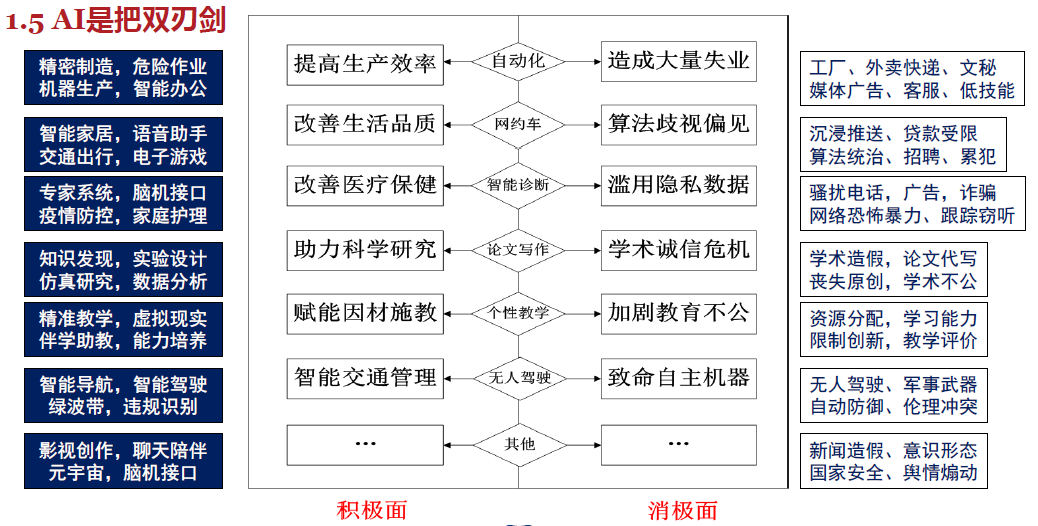 1.5 AI是把双刃剑
精密制造，危险作业
机器生产，智能办公
提高生产效率
自动化
造成大量失业
工厂、外卖快递、文秘
媒体广告、客服、低技能
智能家居，语音助手
交通出行，电子游戏
改善生活品质
网约车
算法歧视偏见
沉浸推送、贷款受限
算法统治、招聘、累犯
专家系统，脑机接口
疫情防控，家庭护理
改善医疗保健
智能诊断
滥用隐私数据
骚扰电话，广告，诈骗
网络恐怖暴力、跟踪窃听
知识发现，实验设计
仿真研究，数据分析
助力科学研究
论文写作
学术诚信危机
学术造假，论文代写
丧失原创，学术不公
精准教学，虚拟现实
伴学助教，能力培养
赋能因材施教
个性教学
加剧教育不公
资源分配，学习能力
限制创新，教学评价
智能导航，智能驾驶
绿波带，违规识别
智能交通管理
无人驾驶
致命自主机器
无人驾驶、军事武器
自动防御、伦理冲突
影视创作，聊天陪伴
元宇宙，脑机接口
…
其他
…
新闻造假、意识形态
国家安全、舆情煽动
积极面
消极面